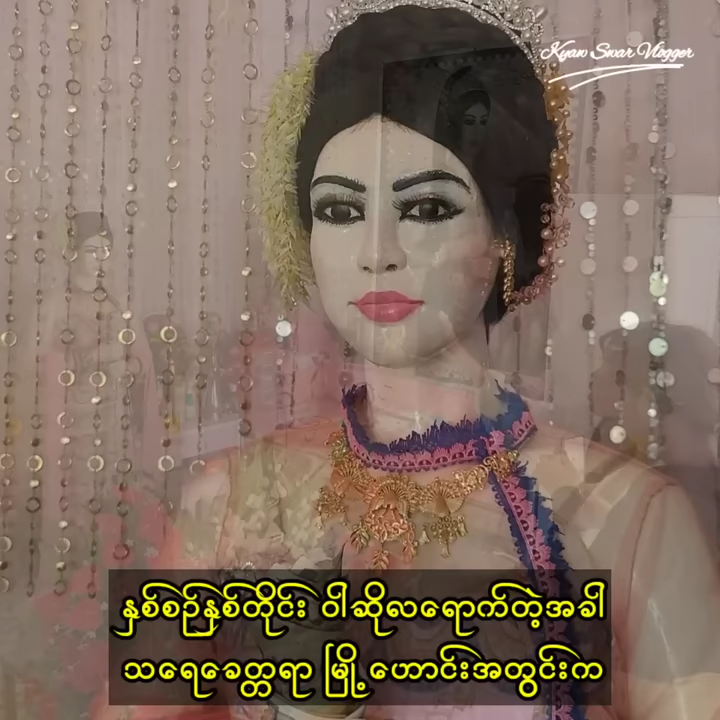 Kyaw Swar Vlogger
နှစ်စဉ်နှစ်တိုင်း ဝါဆိုလရောက်တဲ့အခါ
သရေခေတ္တရာ မြို့ဟောင်းအတွင်းက